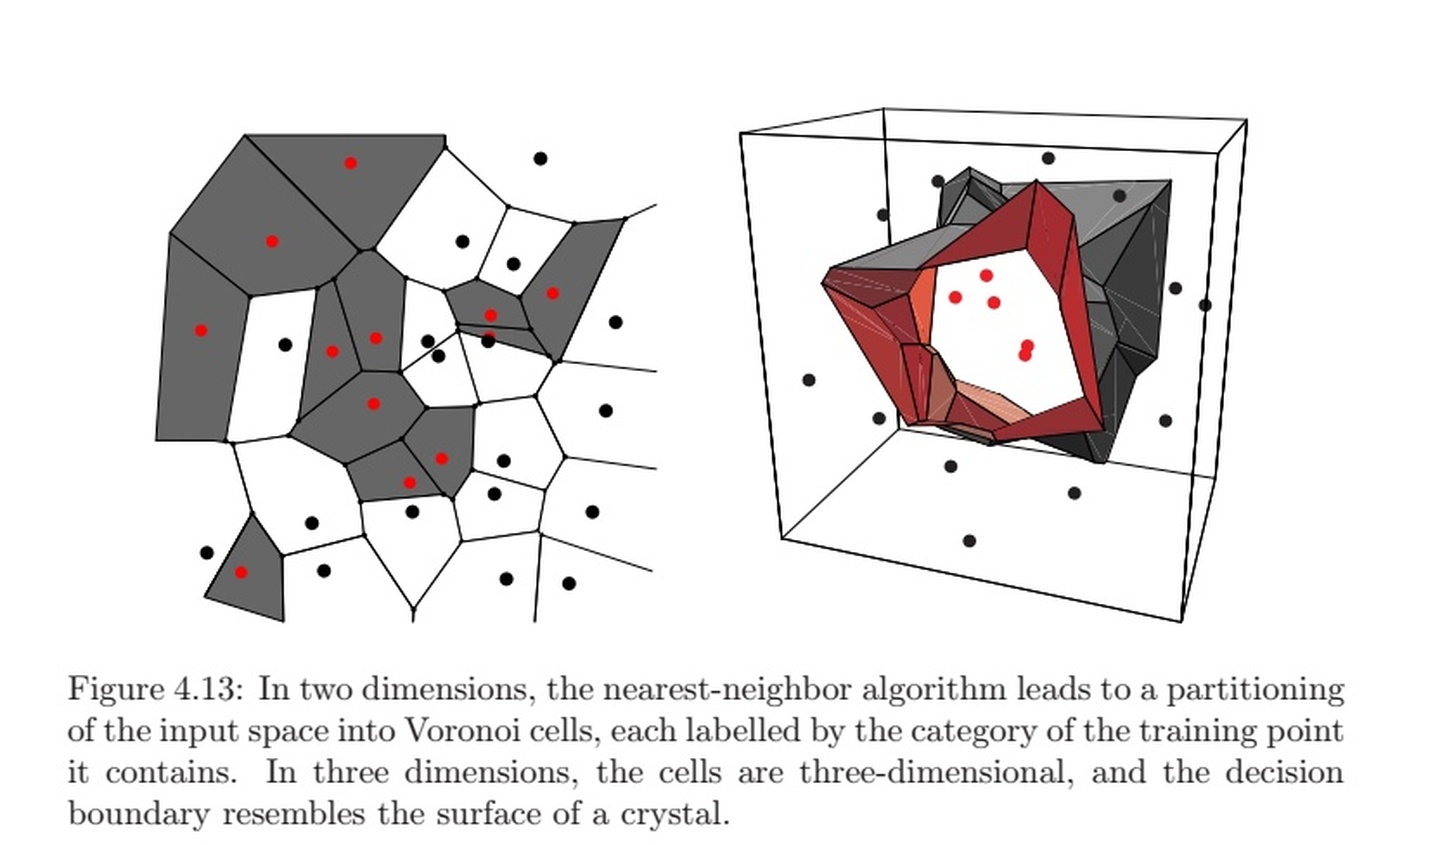 Figure 4.13: In two dimensions, the nearest-neighbor algorithm leads to a partitioning
of the input space into Voronoi cells, each labelled by the category of the training point
it contains. In three dimensions, the cells are three-dimensional, and the decision
boundary resembles the surface of a crystal.